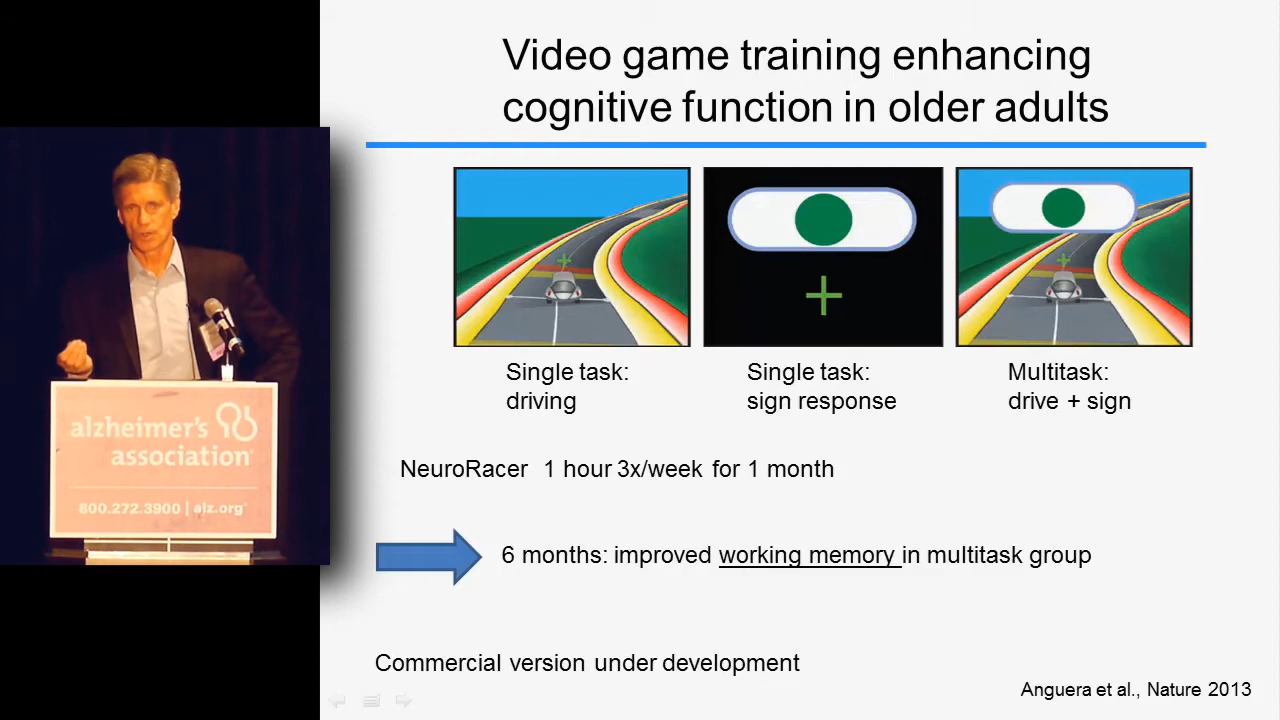 Video game training enhancing
cognitive function in older adults
Single task:
driving
Single task:
sign response
Multitask:
drive + sign
NeuroRacer 1 hour 3x/week for 1 month
6 months: improved working memory in multitask group
Commercial version under development
Anguera et al., Nature 2013
alzheimer's
association
800.272.3900 | alz.org